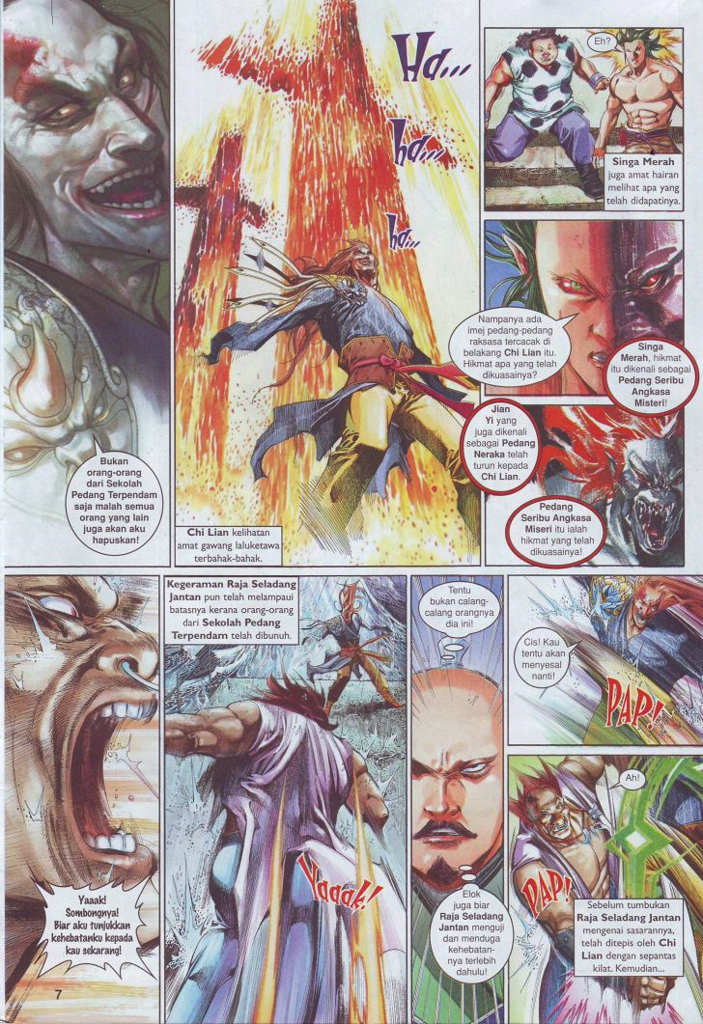 Bukan
orang-orang
dari Sekolah
Pedang Terpendam
saja malah semua
orang yang lain
juga akan aku
hapuskan!
Ha...
ha...
ha...
Chi Lian kelihatan
amat gawang laluketawa
terbahak-bahak.
Eh?
Singa Merah
juga amat hairan
melihat apa yang
telah didapatinya.
Nampanya ada
imej pedang-pedang
raksasa tercacak di
belakang Chi Lian itu.
Hikmat apa yang telah
dikuasainya?
Singa
Merah, hikmat
itu dikenali sebagai
Pedang Seribu
Angkasa
Misteri!
Jian
Yi yang
juga dikenali
sebagai Pedang
Neraka telah
turun kepada
Chi Lian.
Pedang
Seribu Angkasa
Miseri itu ialah
hikmat yang telah
dikuasainya!
Yaaak!
Sombongnya!
Biar aku tunjukkan
kehebatanku kepada
kau sekarang!
7
Kegeraman Raja Seladang
Jantan pun telah melampaui
batasnya kerana orang-orang
dari Sekolah Pedang
Terpendam telah dibunuh.
Yaaak!
Tentu
bukan calang-
calang orangnya
dia ini!
Elok
juga biar
Raja Seladang
Jantan menguji
dan menduga
kehebatan-
nya terlebih
dahulu!
Cis! Kau
tentu akan
menyesal
nanti!
PAP!
Ah!
PAP!
Sebelum tumbukan
Raja Seladang Jantan
mengenai sasarannya,
telah ditepis oleh Chi
Lian dengan sepantas
kilat. Kemudian...